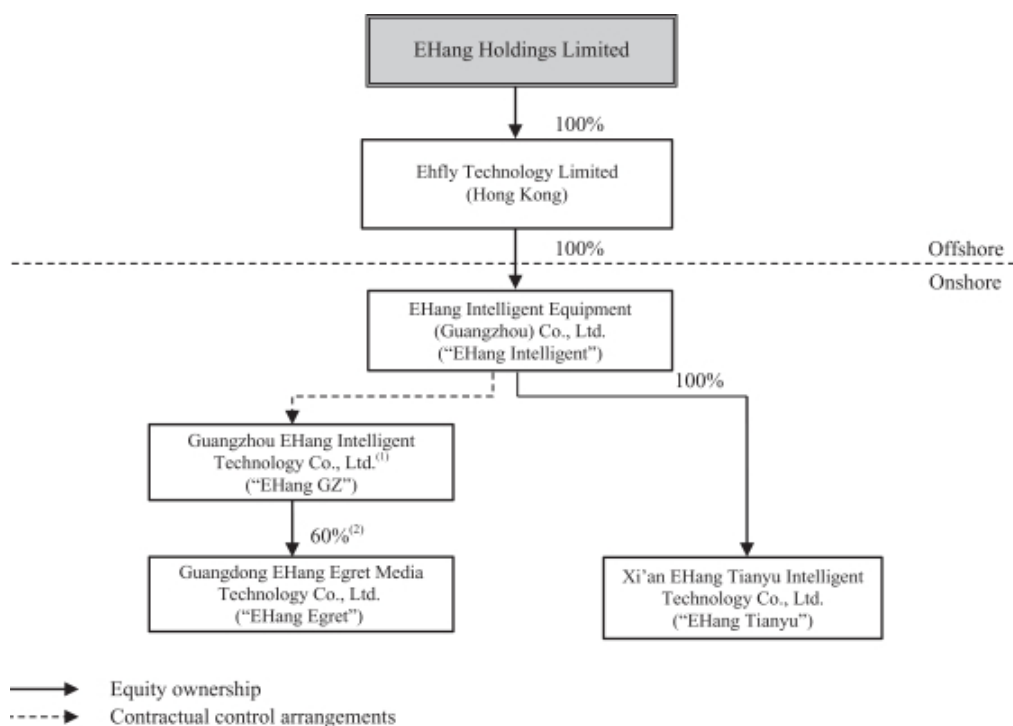 EHang Holdings Limited
100%
Ehfly Technology Limited
(Hong Kong)
100%
Offshore
Onshore
EHang Intelligent Equipment
(Guangzhou) Co., Ltd.
(“EHang Intelligent”)
100%
Guangzhou EHang Intelligent
Technology Co., Ltd.(1)
(“EHang GZ”)
60%(2)
Guangdong EHang Egret Media
Technology Co., Ltd.
(“EHang Egret”)
Xi’an EHang Tianyu Intelligent
Technology Co., Ltd.
(“EHang Tianyu”)
Equity ownership
Contractual control arrangements